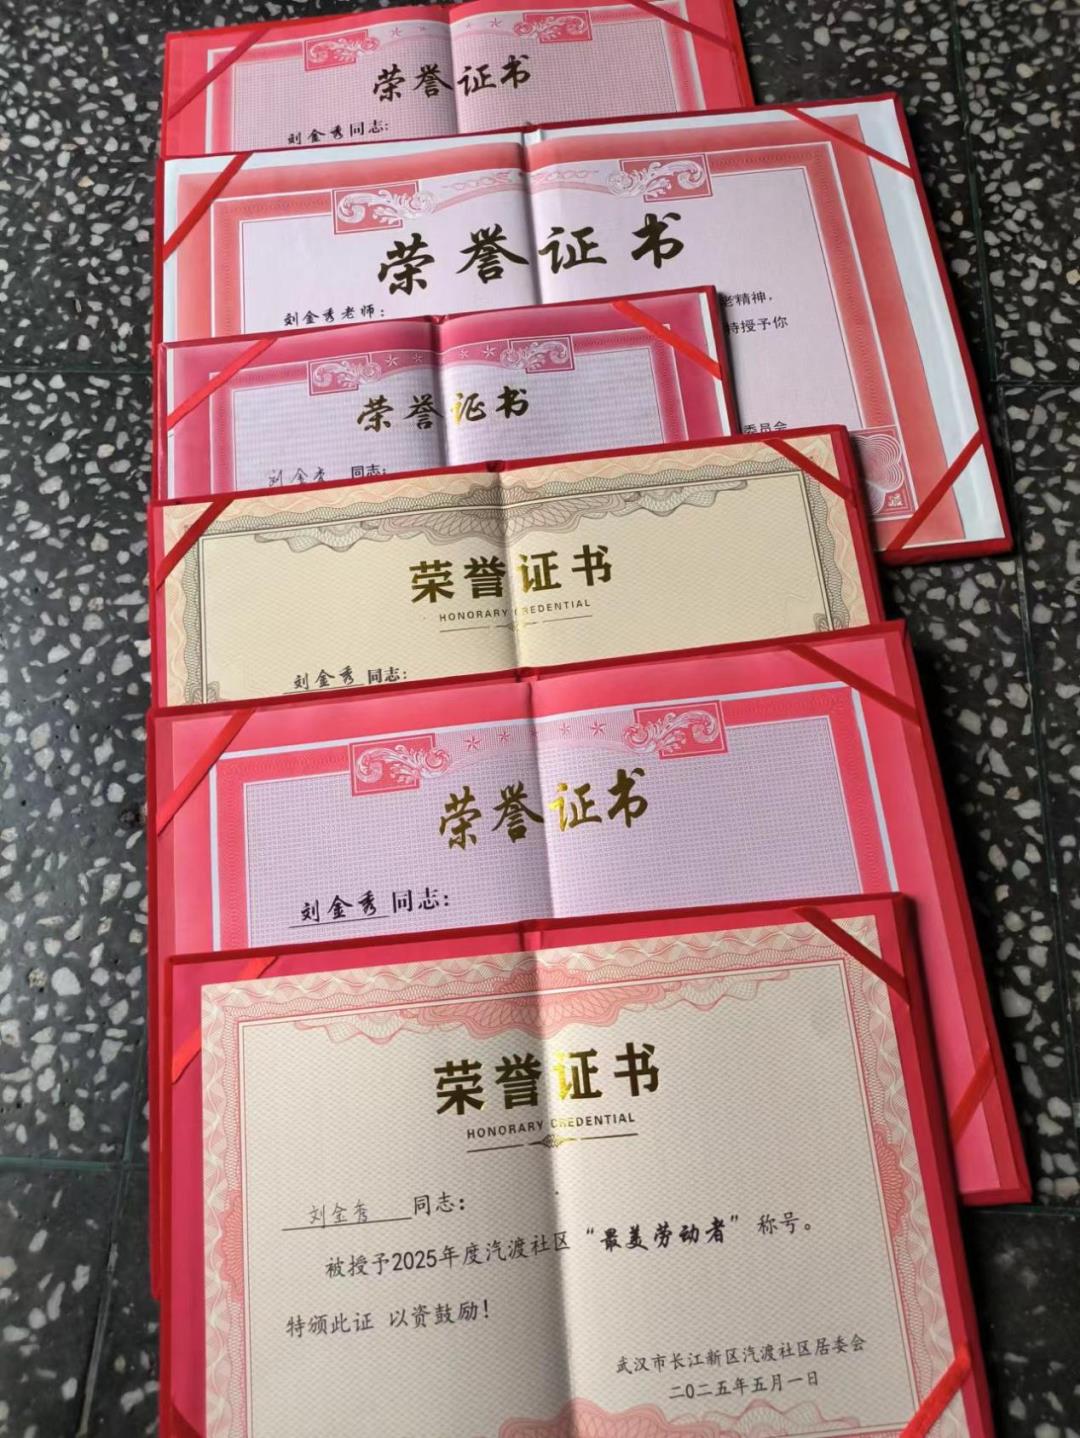 荣誉证书
刘金秀同志:
荣誉证书
刘金秀老师:
老精神,
特授予你
委员会
荣誉证书
刘金秀 同志:
荣誉证书
HONORARY CREDENTIAL
刘金秀 同志:
荣誉证书
刘金秀 同志:
荣誉证书
HONORARY CREDENTIAL
刘金秀 同志:
被授予2025年度汽渡社区“最美劳动者”称号。
特颁此证 以资鼓励!
武汉市长江新区汽渡社区居委会
二〇二五年五月一日